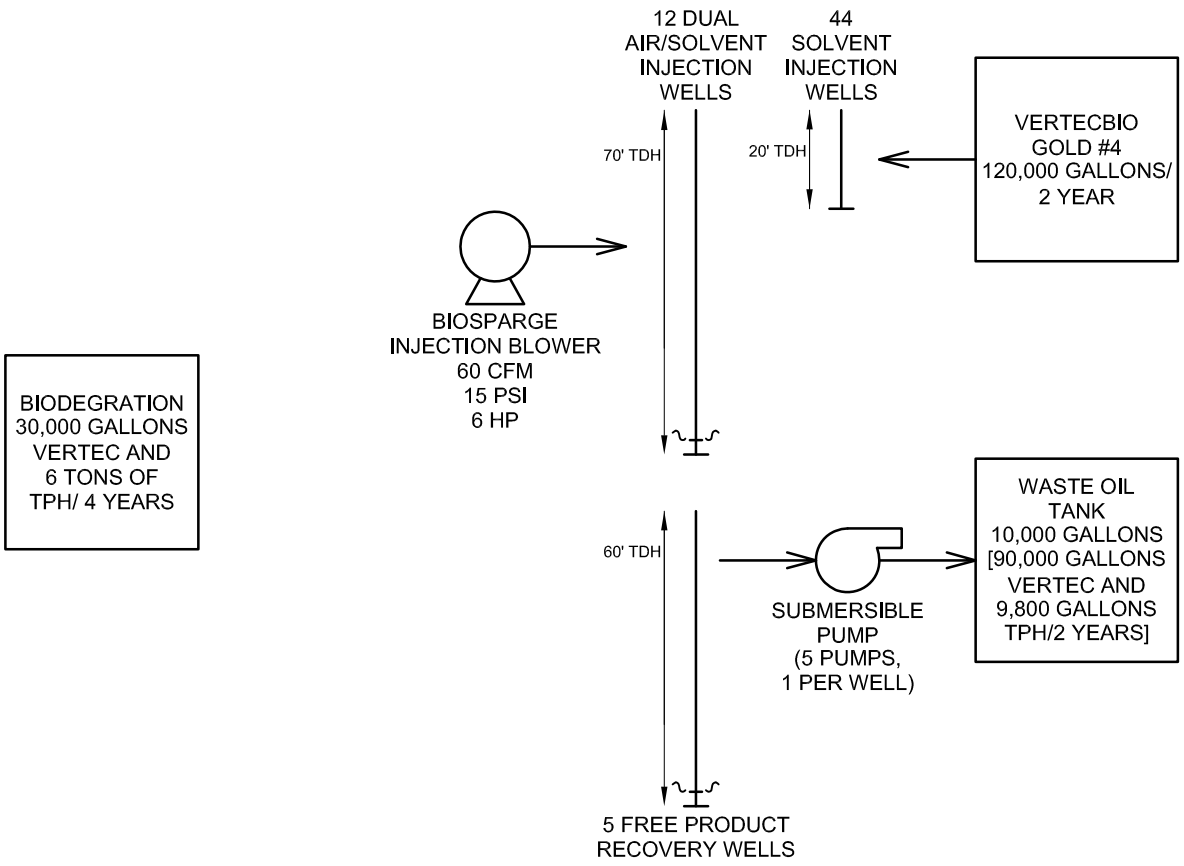 12 DUAL
AIR/SOLVENT
INJECTION
WELLS
44
SOLVENT
INJECTION
WELLS
70' TDH
20' TDH
VERTECBIO
GOLD #4
120,000 GALLONS/
2 YEAR
BIOSPARGE
INJECTION BLOWER
60 CFM
15 PSI
6 HP
BIODEGRATION
30,000 GALLONS
VERTEC AND
6 TONS OF
TPH/ 4 YEARS
60' TDH
SUBMERSIBLE
PUMP
(5 PUMPS,
1 PER WELL)
WASTE OIL
TANK
10,000 GALLONS
[90,000 GALLONS
VERTEC AND
9,800 GALLONS
TPH/2 YEARS]
5 FREE PRODUCT
RECOVERY WELLS